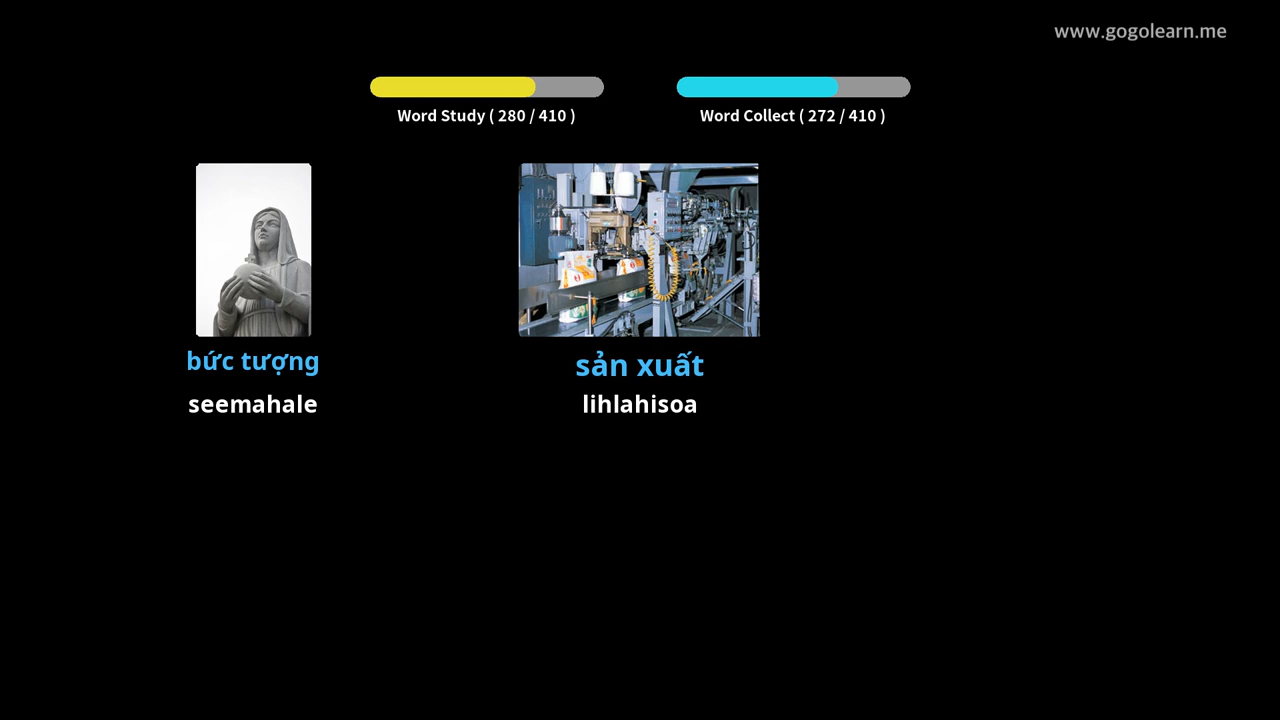 www.gogolearn.me
Word Study ( 280 / 410 )
Word Collect ( 272 / 410 )
bức tượng
sản xuất
seemahale
lihlahisoa